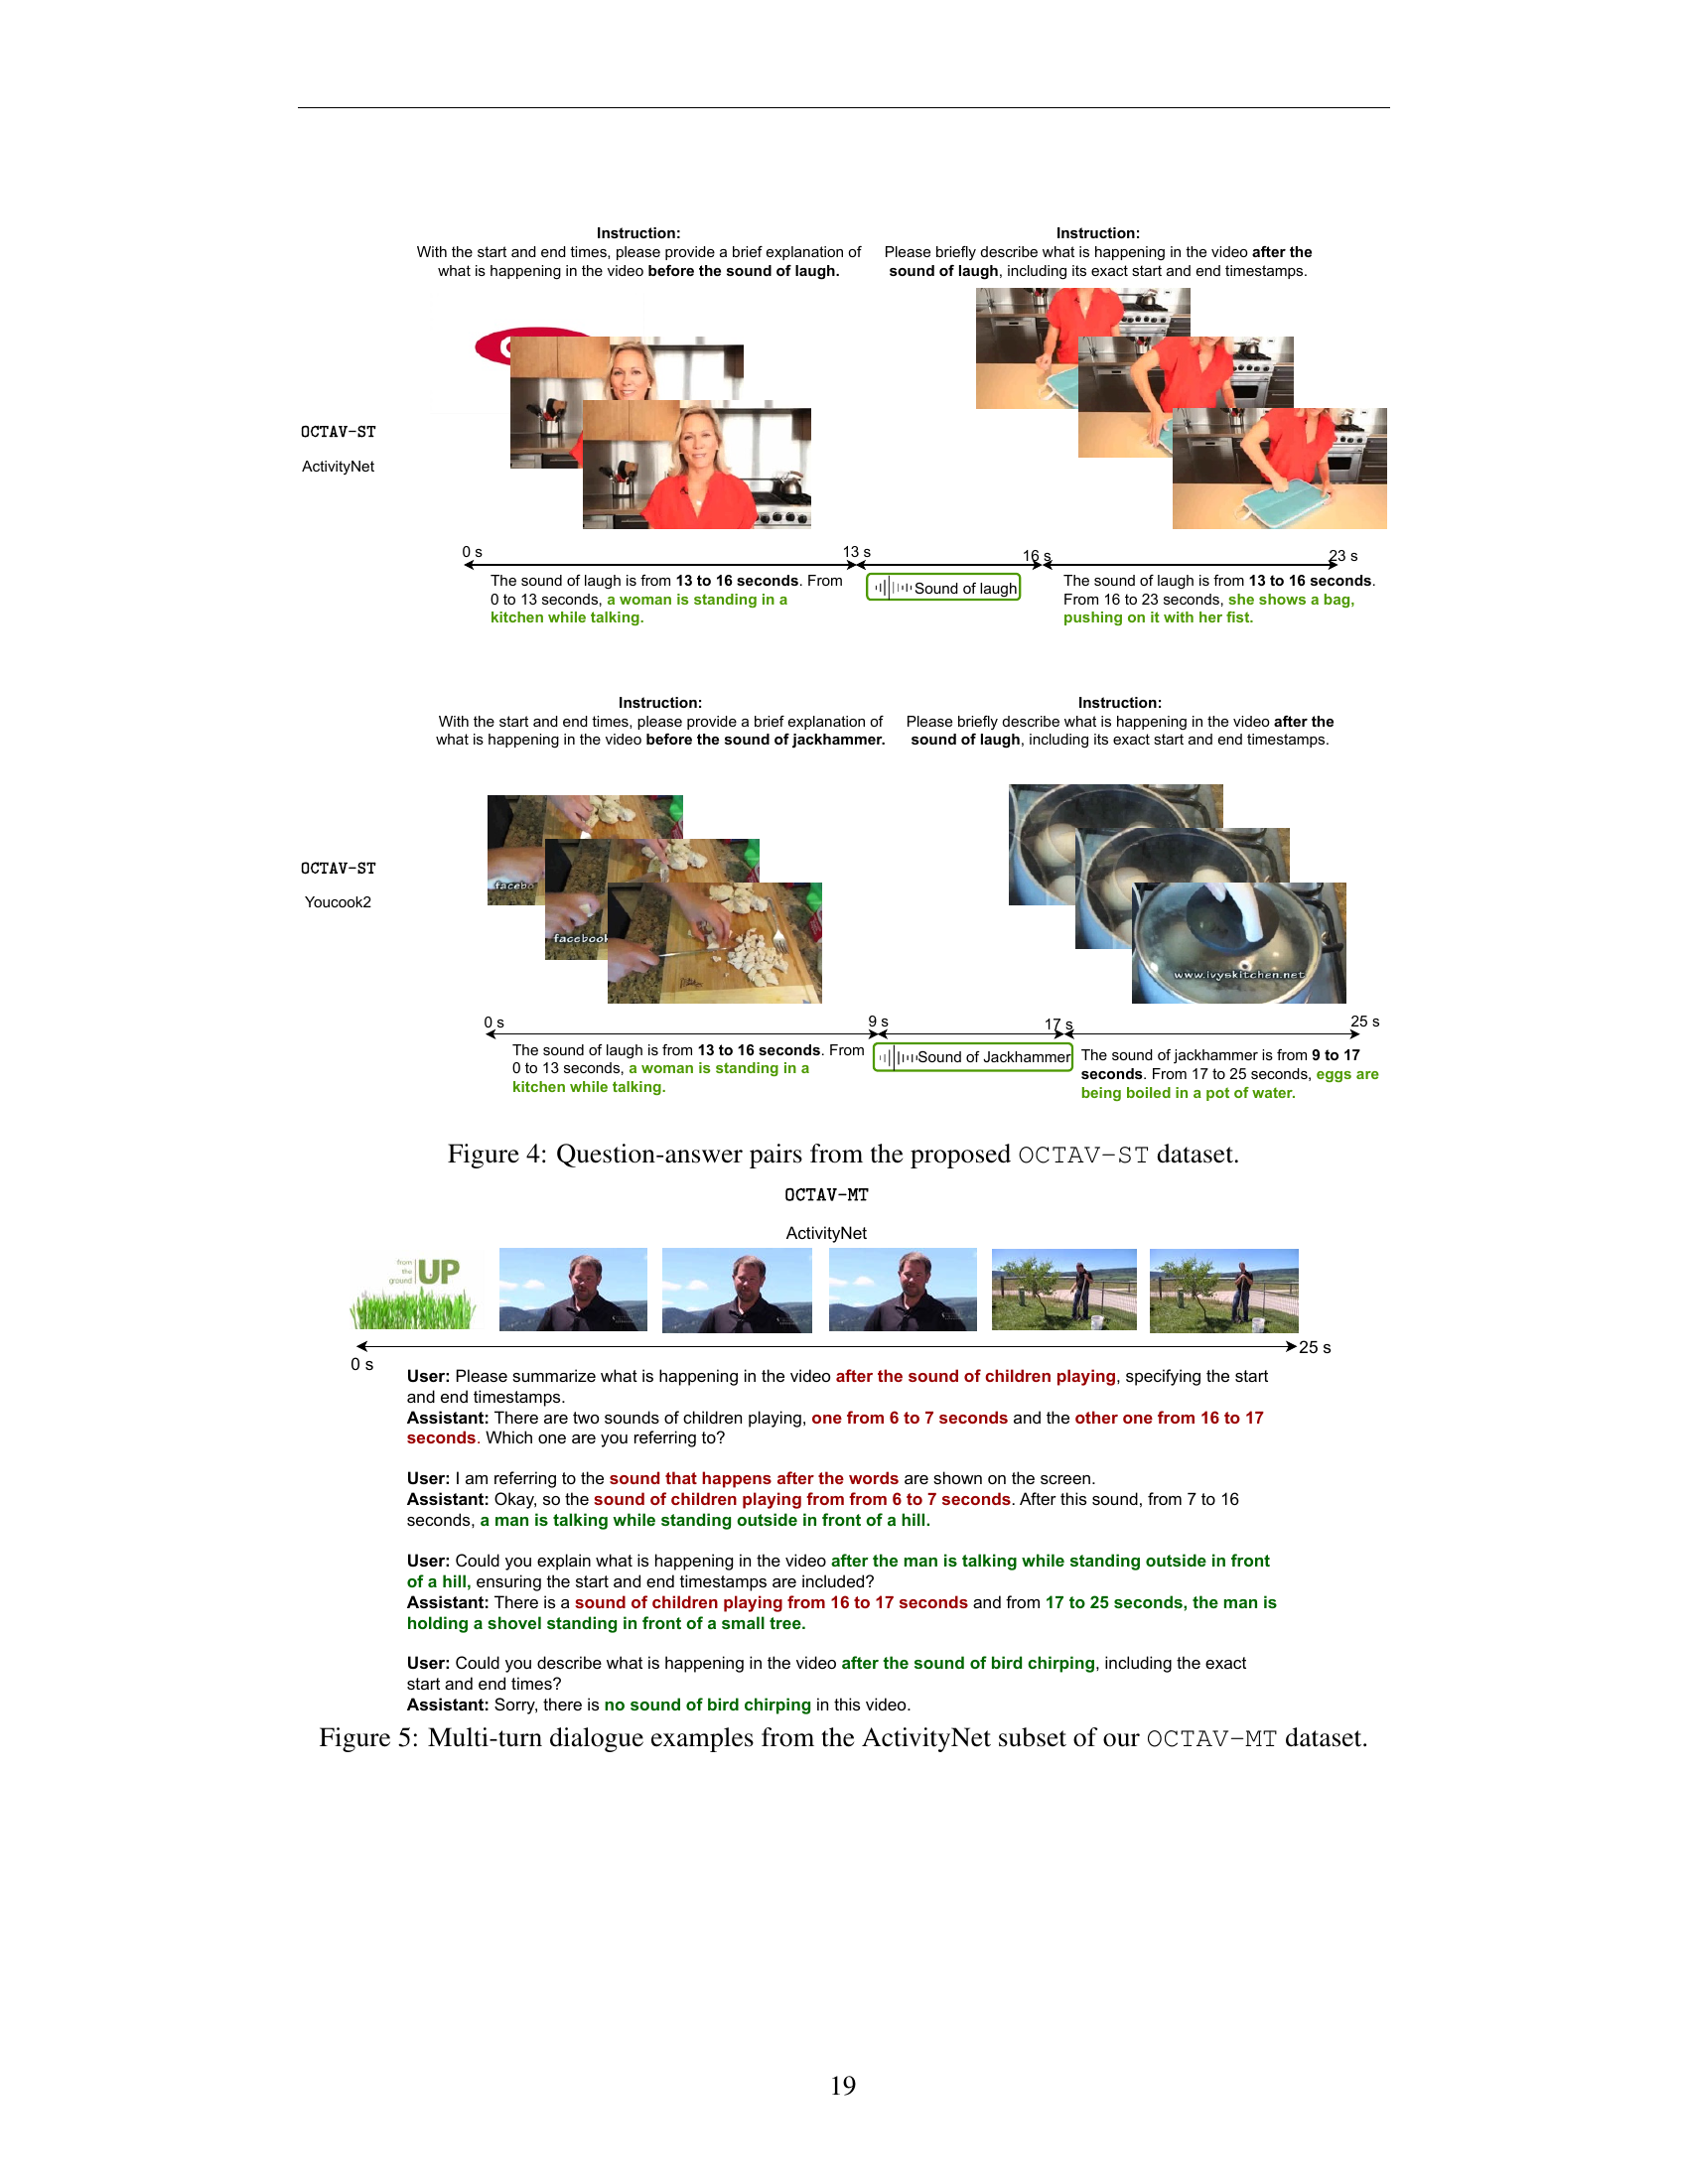 Instruction:
With the start and end times, please provide a brief explanation of
what is happening in the video before the sound of laugh.
Instruction:
Please briefly describe what is happening in the video after the
sound of laugh, including its exact start and end timestamps.
OCTAV-ST
ActivityNet
0 s
13 s
16 s
23 s
The sound of laugh is from 13 to 16 seconds. From
0 to 13 seconds, a woman is standing in a
kitchen while talking.
Sound of laugh
The sound of laugh is from 13 to 16 seconds.
From 16 to 23 seconds, she shows a bag,
pushing on it with her fist.
Instruction:
With the start and end times, please provide a brief explanation of
what is happening in the video before the sound of jackhammer.
Instruction:
Please briefly describe what is happening in the video after the
sound of laugh, including its exact start and end timestamps.
OCTAV-ST
Youcook2
facebo
facebook
www.ivyskitchen.net
0 s
9 s
17 s
25 s
The sound of laugh is from 13 to 16 seconds. From
0 to 13 seconds, a woman is standing in a
kitchen while talking.
Sound of Jackhammer
The sound of jackhammer is from 9 to 17
seconds. From 17 to 25 seconds, eggs are
being boiled in a pot of water.
Figure 4: Question-answer pairs from the proposed OCTAV-ST dataset.
OCTAV-MT
ActivityNet
from
the
ground
UP
0 s
25 s
User: Please summarize what is happening in the video after the sound of children playing, specifying the start
and end timestamps.
Assistant: There are two sounds of children playing, one from 6 to 7 seconds and the other one from 16 to 17
seconds. Which one are you referring to?
User: I am referring to the sound that happens after the words are shown on the screen.
Assistant: Okay, so the sound of children playing from from 6 to 7 seconds. After this sound, from 7 to 16
seconds, a man is talking while standing outside in front of a hill.
User: Could you explain what is happening in the video after the man is talking while standing outside in front
of a hill, ensuring the start and end timestamps are included?
Assistant: There is a sound of children playing from 16 to 17 seconds and from 17 to 25 seconds, the man is
holding a shovel standing in front of a small tree.
User: Could you describe what is happening in the video after the sound of bird chirping, including the exact
start and end times?
Assistant: Sorry, there is no sound of bird chirping in this video.
Figure 5: Multi-turn dialogue examples from the ActivityNet subset of our OCTAV-MT dataset.
19